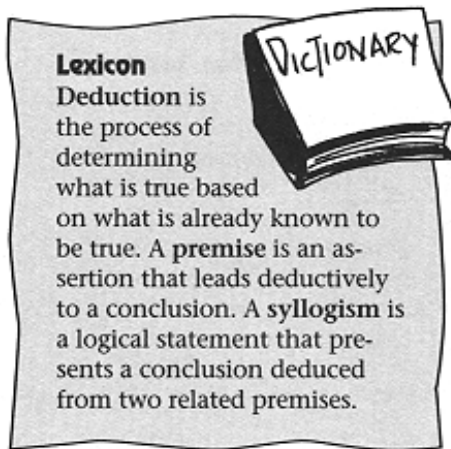 DICTIONARY
Lexicon
Deduction is
the process of
determining
what is true based
on what is already known to
be true. A premise is an as-
sertion that leads deductively
to a conclusion. A syllogism is
a logical statement that pre-
sents a conclusion deduced
from two related premises.